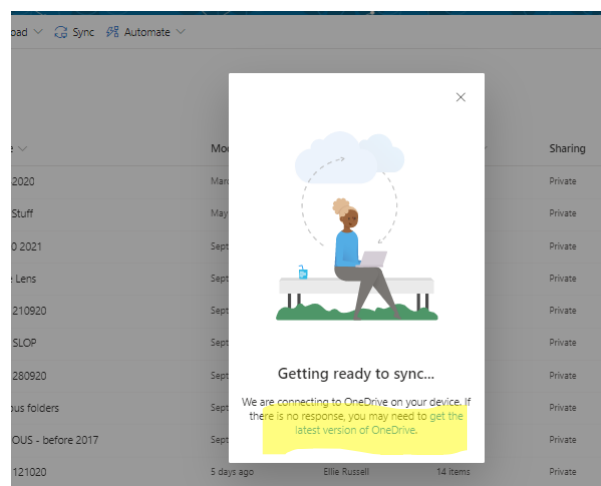 oad Sync Automate
Mo Sharing
2020 Mar Private
Stuff May Private
0 2021 Sept Private
Lens Sept Private
210920 Sept Private
SLOP Sept Private
280920 Sept Private
ous folders Sept Private
OUS - before 2017 Sept Private
121020 5 days ago Ellie Russell 14 items Private
Getting ready to sync...
We are connecting to OneDrive on your device. If
there is no response, you may need to get the
latest version of OneDrive.